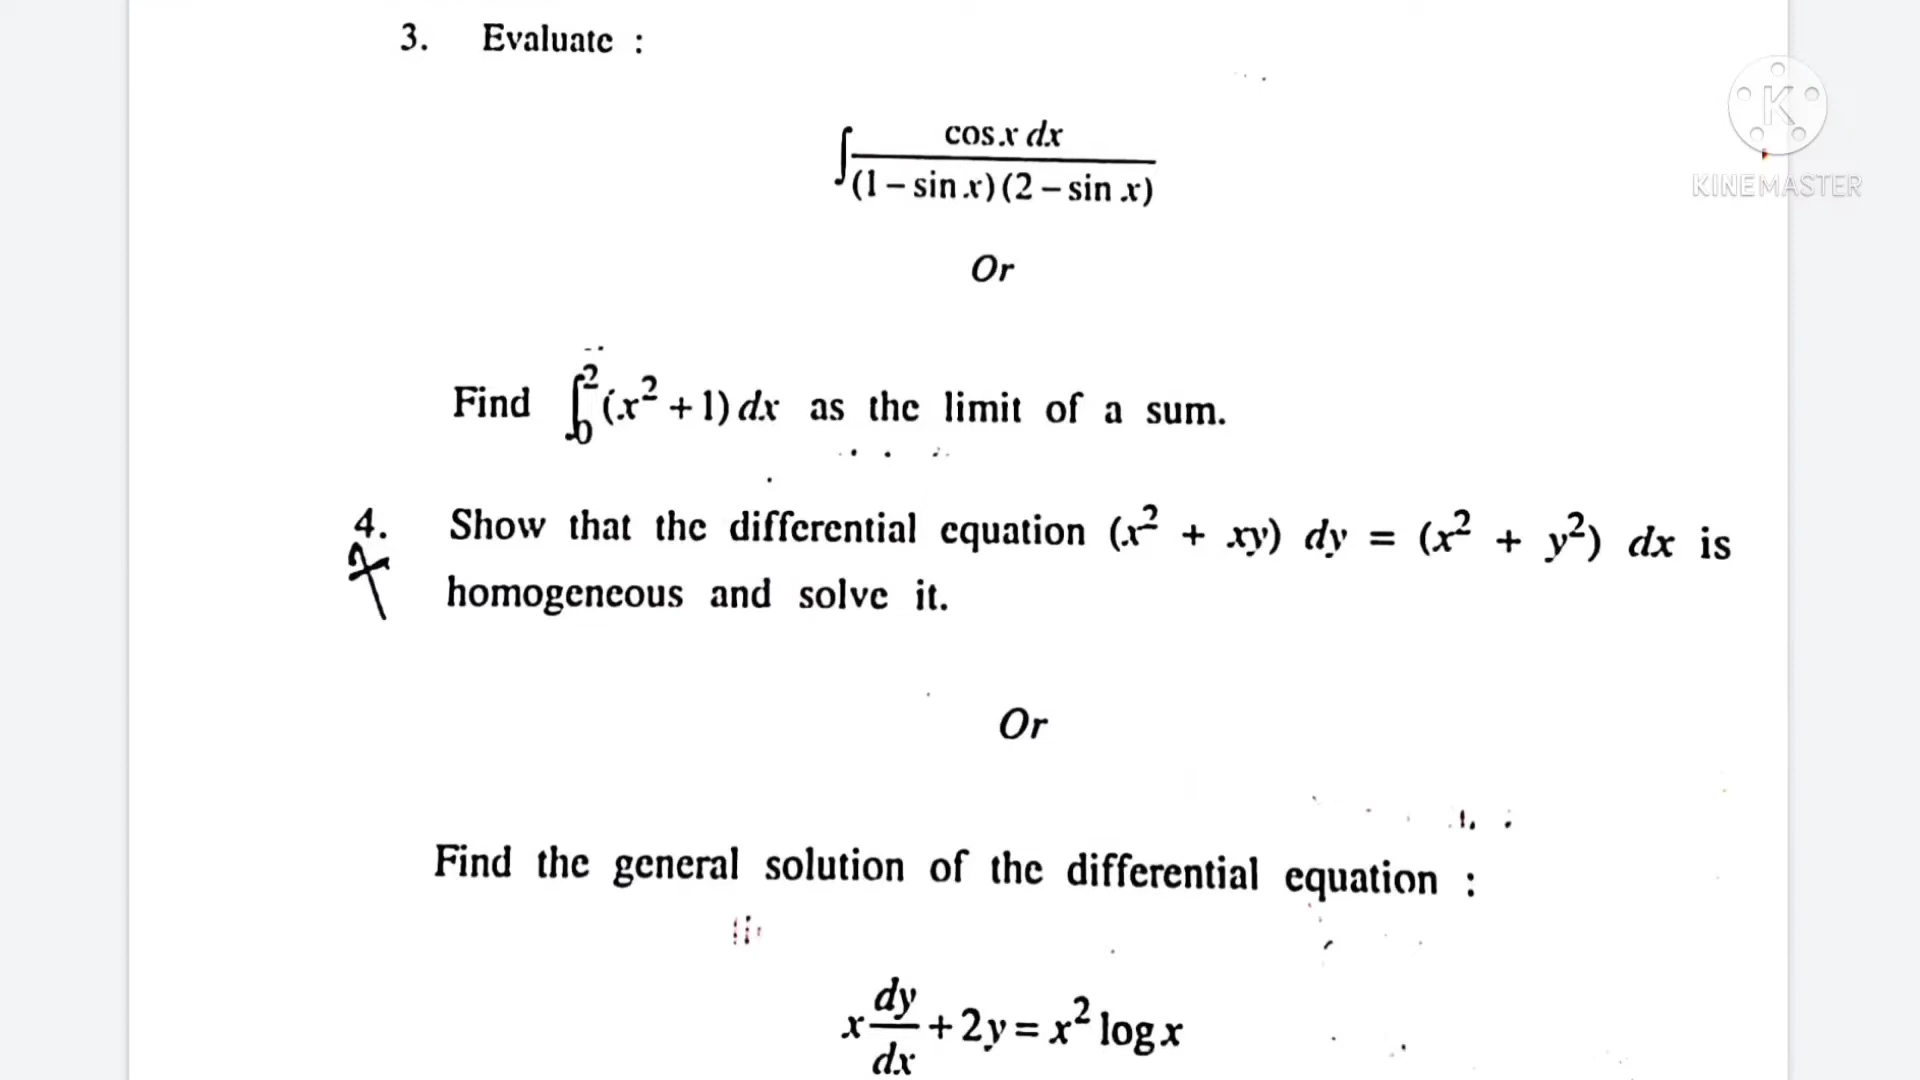 3. Evaluate :
∫ cos x dx / (1 – sin x) (2 – sin x)
KINEMASTER
Or
Find ∫₀² (x² + 1) dx as the limit of a sum.
4. Show that the differential equation (x² + xy) dy = (x² + y²) dx is
homogeneous and solve it.
Or
Find the general solution of the differential equation :
x dy/dx + 2y = x² log x